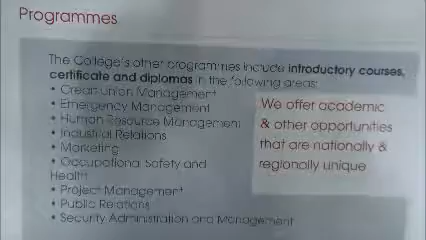 Programmes
The College's other programmes include introductory courses,
certificate and diplomas in the following areas:
• Credit Union Management
• Emergency Management
• Human Resource Management
• Industrial Relations
• Marketing
• Occupational Safety and
Health
• Project Management
• Public Relations
• Security Administration and Management
We offer academic
& other opportunities
that are nationally &
regionally unique